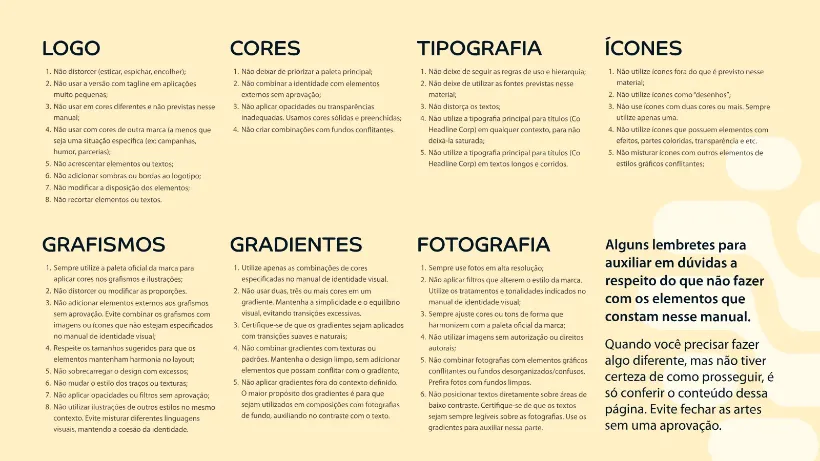 LOGO
1. Não distorcer (esticar, espichar, encolher);
2. Não usar a versão com tagline em aplicações
muito pequenas;
3. Não usar em cores diferentes e não previstas nesse
manual;
4. Não usar com cores de outra marca (a menos que
seja uma situação específica (ex: campanhas,
humor, parcerias);
5. Não acrescentar elementos ou textos;
6. Não adicionar sombras ou bordas ao logotipo;
7. Não modificar a disposição dos elementos;
8. Não recortar elementos ou textos.
CORES
1. Não deixar de priorizar a paleta principal;
2. Não combinar a identidade com elementos
externos sem aprovação;
3. Não aplicar opacidades ou transparências
inadequadas. Usamos cores sólidas e preenchidas;
4. Não criar combinações com fundos conflitantes.
TIPOGRAFIA
1. Não deixe de seguir as regras de uso e hierarquia;
2. Não deixe de utilizar as fontes previstas nesse
material;
3. Não distorça os textos;
4. Não utilize a tipografia principal para títulos (Co
Headline Corp) em qualquer contexto, para não
deixá-la saturada;
5. Não utilize a tipografia principal para títulos (Co
Headline Corp) em textos longos e corridos.
ÍCONES
1. Não utilize ícones fora do que é previsto nesse
material;
2. Não utilize ícones como "desenhos";
3. Não use ícones com duas cores ou mais. Sempre
utilize apenas uma.
4. Não utilize ícones que possuem elementos com
efeitos, partes coloridas, transparência e etc.
5. Não misturar ícones com outros elementos de
estilos gráficos conflitantes;
GRAFISMOS
1. Sempre utilize a paleta oficial da marca para
aplicar cores nos grafismos e ilustrações;
2. Não distorcer ou modificar as proporções.
3. Não adicionar elementos externos aos grafismos
sem aprovação. Evite combinar os grafismos com
imagens ou ícones que não estejam especificados
no manual de identidade visual;
4. Respeite os tamanhos sugeridos para que os
elementos mantenham harmonia no layout;
5. Não sobrecarregar o design com excessos;
6. Não mudar o estilo dos traços ou texturas;
7. Não aplicar opacidades ou filtros sem aprovação;
8. Não utilizar ilustrações de outros estilos no mesmo
contexto. Evite misturar diferentes linguagens
visuais, mantendo a coesão da identidade.
GRADIENTES
1. Utilize apenas as combinações de cores
especificadas no manual de identidade visual.
2. Não usar duas, três ou mais cores em um
gradiente. Mantenha a simplicidade e o equilíbrio
visual, evitando transições excessivas.
3. Certifique-se de que os gradientes sejam aplicados
com transições suaves e naturais;
4. Não combinar gradientes com texturas ou
padrões. Mantenha o design limpo, sem adicionar
elementos que possam conflitar com o gradiente;
5. Não aplicar gradientes fora do contexto definido.
O maior propósito dos gradientes é para que
sejam utilizados em composições com fotografias
de fundo, auxiliando no contraste com o texto.
FOTOGRAFIA
1. Sempre use fotos em alta resolução;
2. Não aplicar filtros que alterem o estilo da marca.
Utilize os tratamentos e tonalidades indicados no
manual de identidade visual;
3. Sempre ajuste cores ou tons de forma que
harmonizem com a paleta oficial da marca;
4. Não utilizar imagens sem autorização ou direitos
autorais;
5. Não combinar fotografias com elementos gráficos
conflitantes ou fundos desorganizados/confusos.
Prefira fotos com fundos limpos.
6. Não posicionar textos diretamente sobre áreas de
baixo contraste. Certifique-se de que os textos
sejam sempre legíveis sobre as fotografias. Use os
gradientes para auxiliar nessa parte.
Alguns lembretes para
auxiliar em dúvidas a
respeito do que não fazer
com os elementos que
constam nesse manual.
Quando você precisar fazer
algo diferente, mas não tiver
certeza de como prosseguir, é
só conferir o conteúdo dessa
página. Evite fechar as artes
sem uma aprovação.